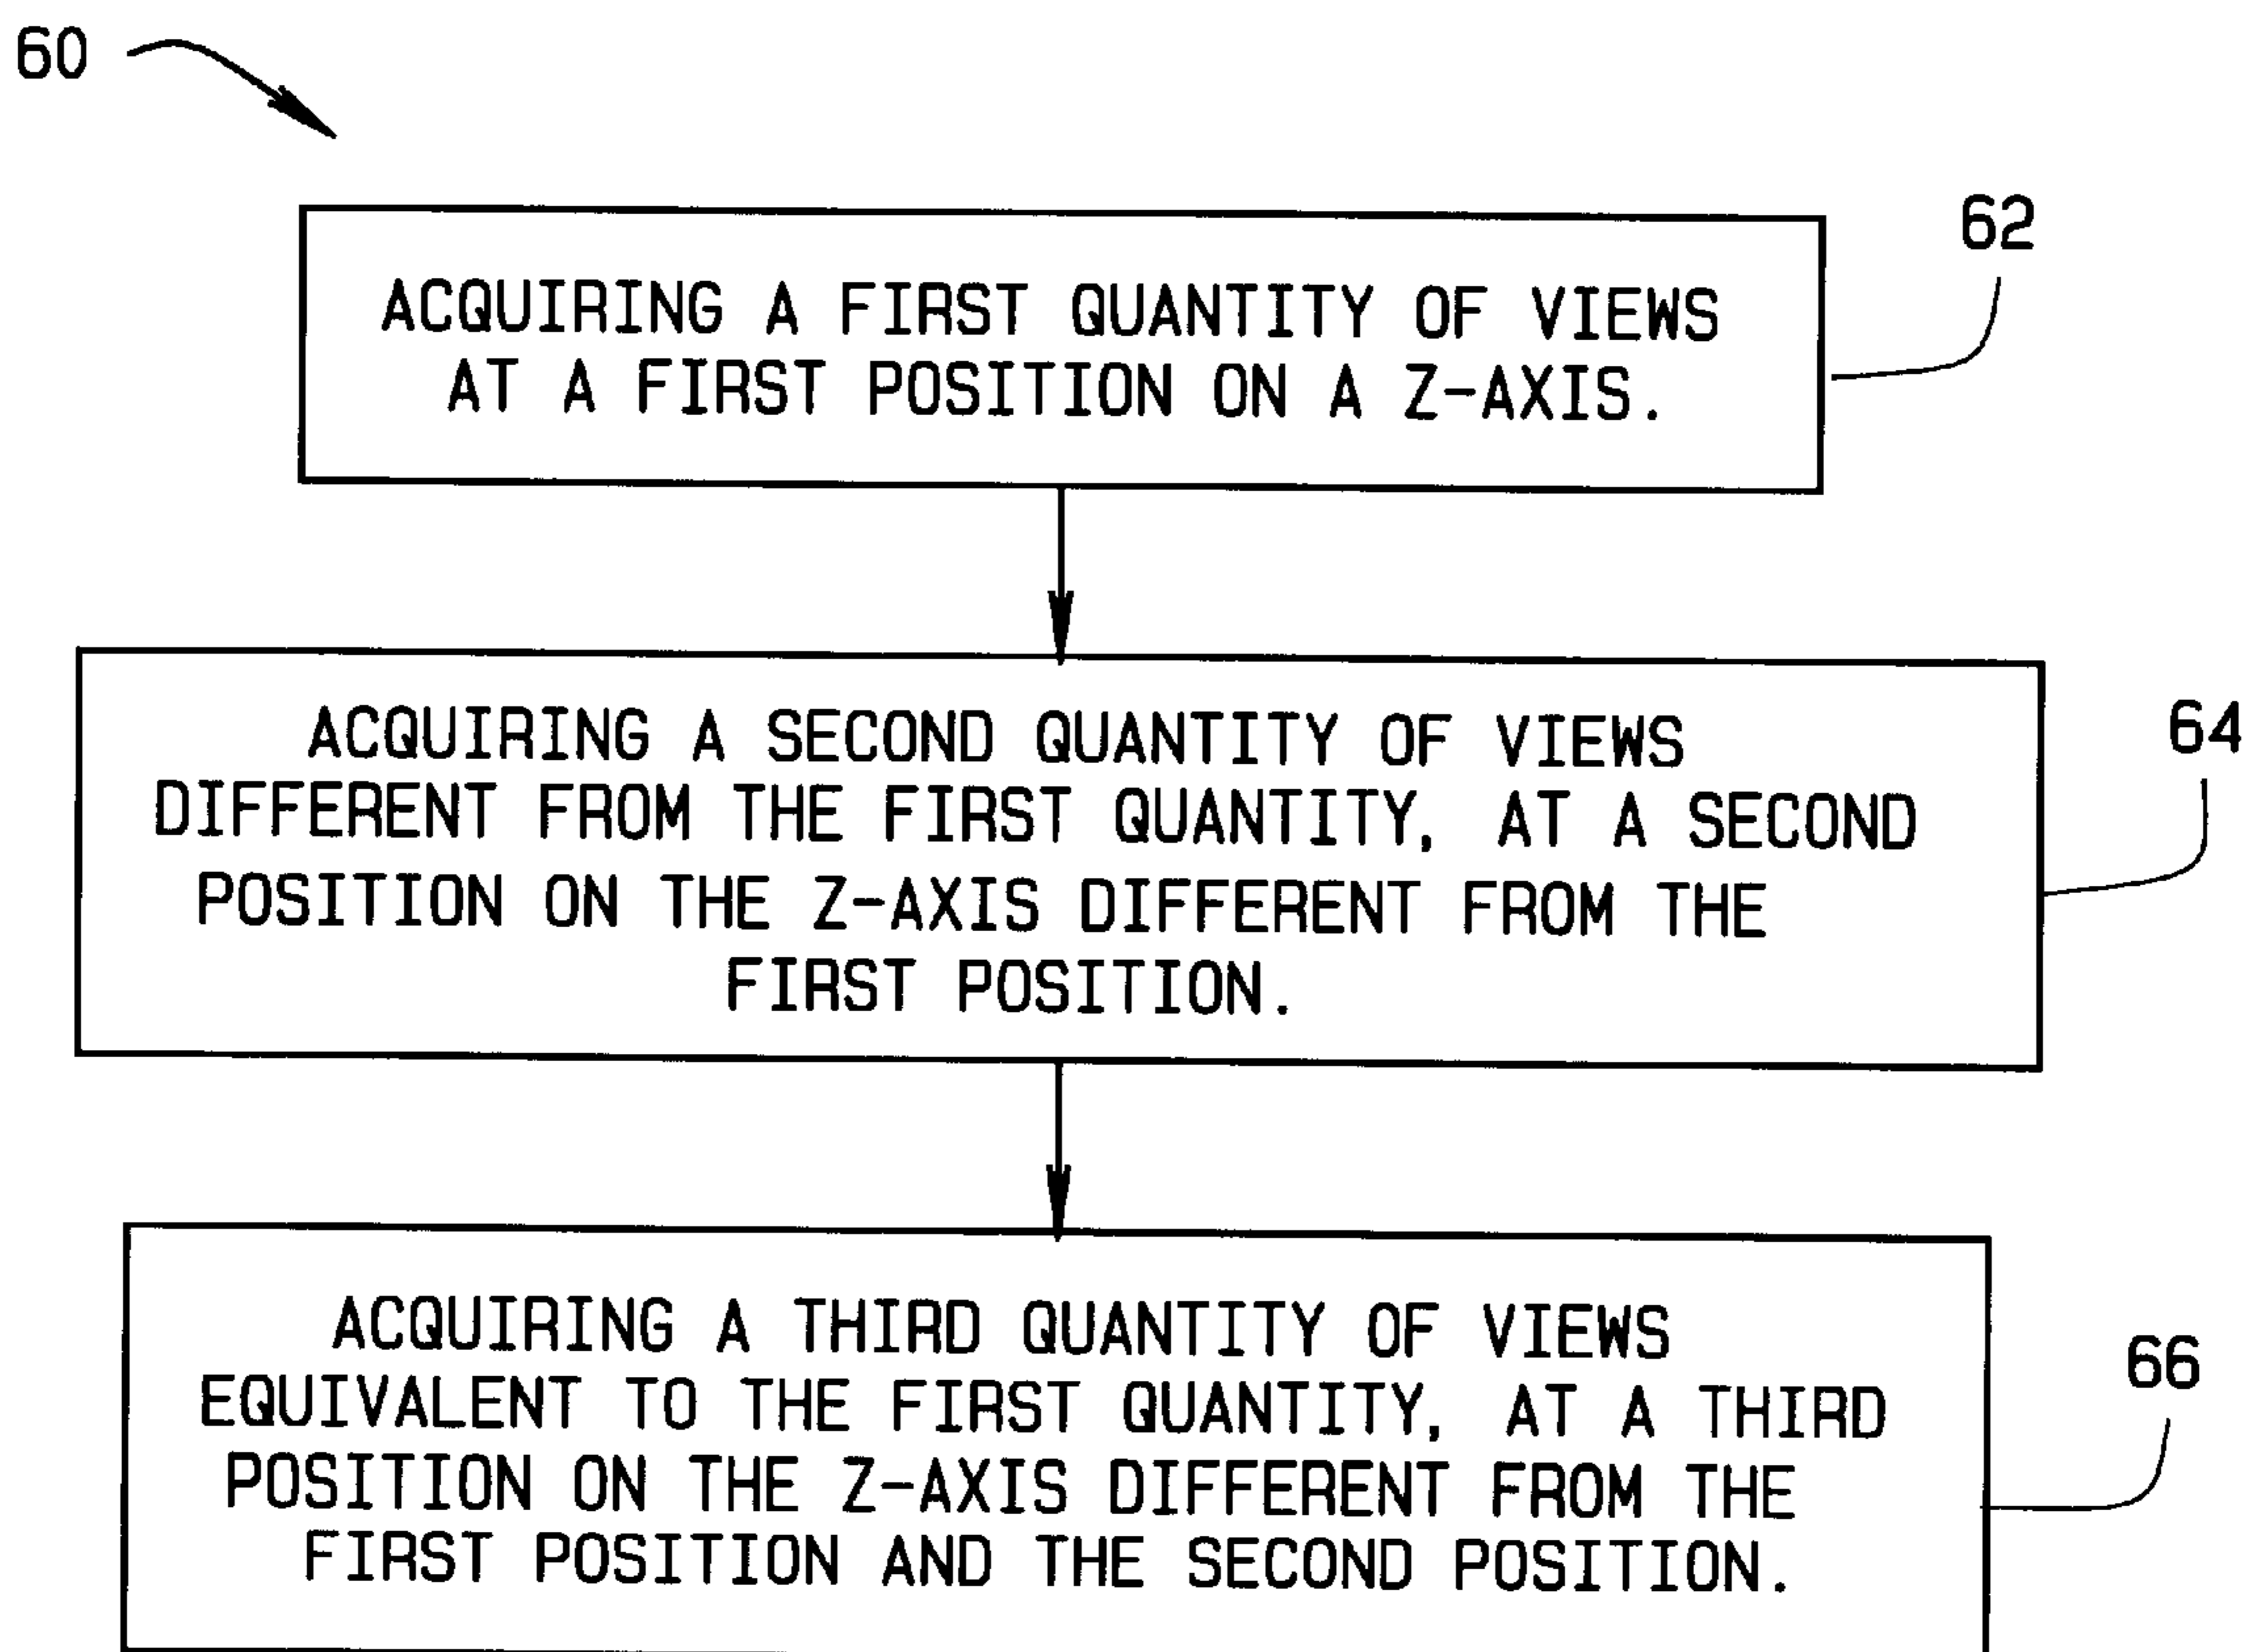 60
62
ACQUIRING A FIRST QUANTITY OF VIEWS
AT A FIRST POSITION ON A Z-AXIS.
64
ACQUIRING A SECOND QUANTITY OF VIEWS
DIFFERENT FROM THE FIRST QUANTITY, AT A SECOND
POSITION ON THE Z-AXIS DIFFERENT FROM THE
FIRST POSITION.
66
ACQUIRING A THIRD QUANTITY OF VIEWS
EQUIVALENT TO THE FIRST QUANTITY, AT A THIRD
POSITION ON THE Z-AXIS DIFFERENT FROM THE
FIRST POSITION AND THE SECOND POSITION.